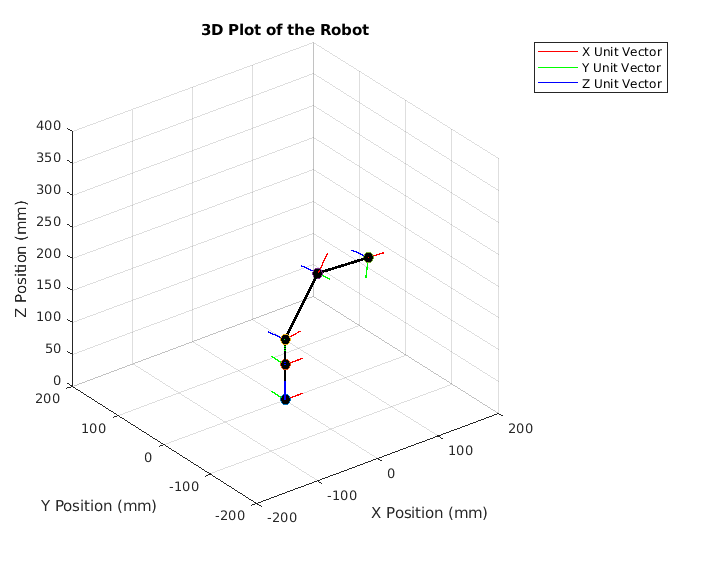 3D Plot of the Robot
X Unit Vector
Y Unit Vector
Z Unit Vector
400
350
300
250
200
150
100
50
0
Z Position (mm)
200
100
0
-100
-200
Y Position (mm)
-200
-100
0
100
200
X Position (mm)